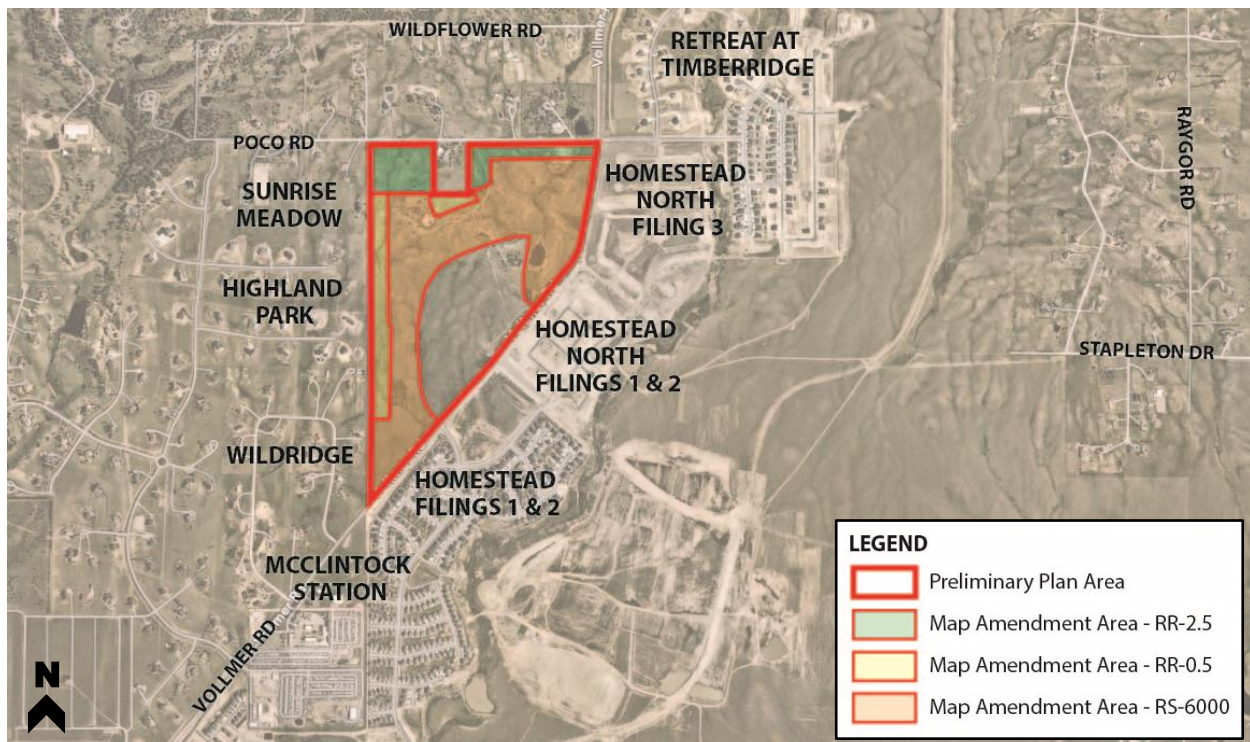 WILDFLOWER RD
Vollmer
RETREAT AT
TIMBERRIDGE
POCO RD
RAYGOR RD
SUNRISE
MEADOW
HOMESTEAD
NORTH
FILING 3
HIGHLAND
PARK
HOMESTEAD
NORTH
FILINGS 1 & 2
STAPLETON DR
WILDRIDGE
HOMESTEAD
FILINGS 1 & 2
MCCLINTOCK
STATION
VOLLMER RD
N
LEGEND
Preliminary Plan Area
Map Amendment Area - RR-2.5
Map Amendment Area - RR-0.5
Map Amendment Area - RS-6000